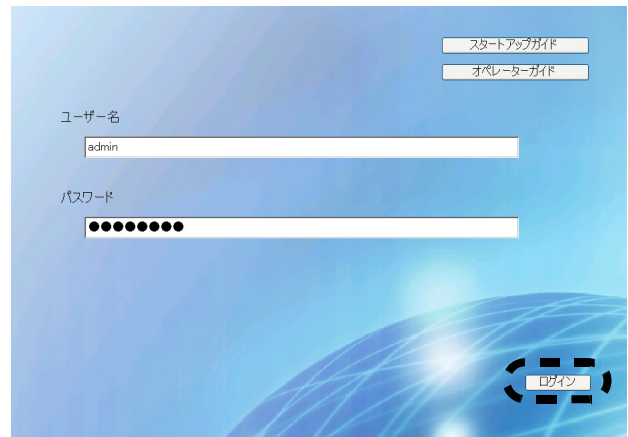 スタートアップガイド
オペレーターガイド
ユーザー名
admin
パスワード
●●●●●●●●
ログイン